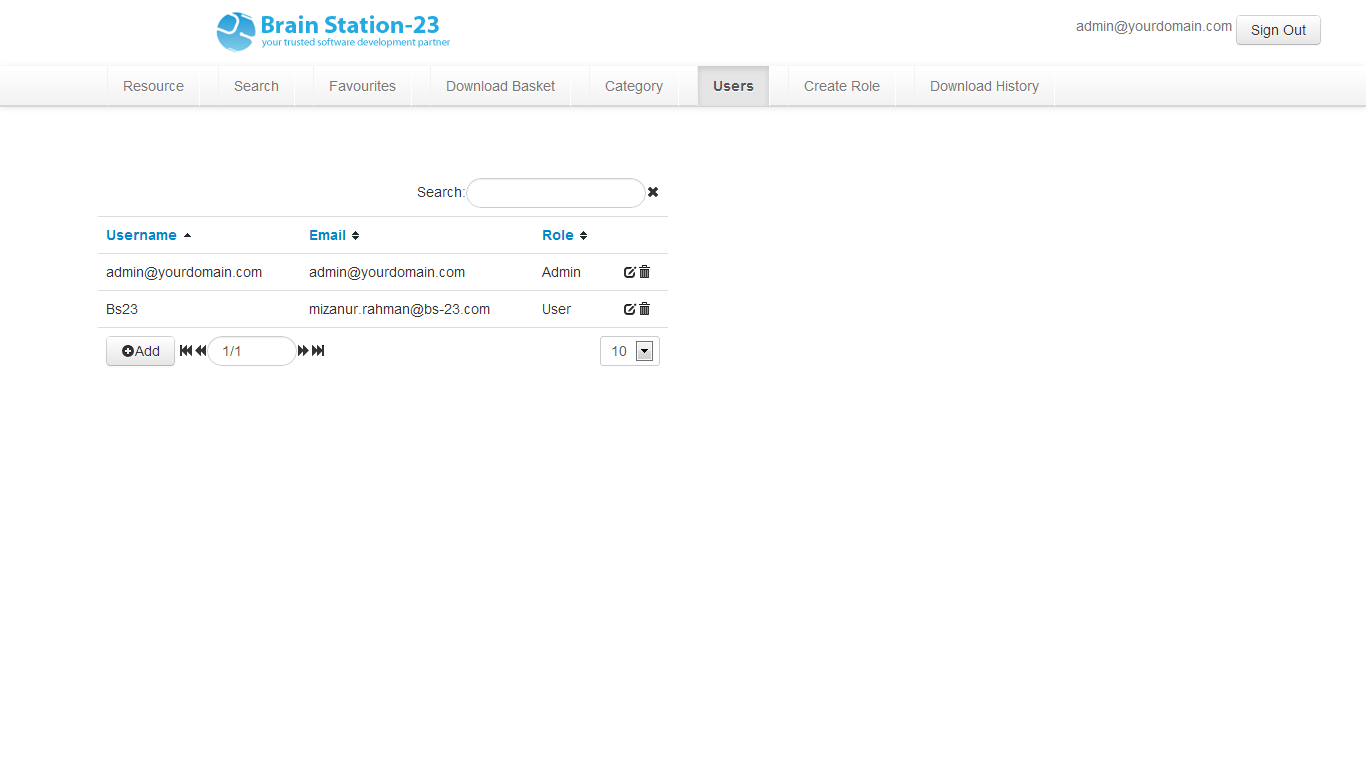 Brain Station-23
your trusted software development partner
admin@yourdomain.com Sign Out
Resource Search Favourites Download Basket Category Users Create Role Download History
Search:
Username Email Role
admin@yourdomain.com admin@yourdomain.com Admin
Bs23 mizanur.rahman@bs-23.com User
Add 1/1 10